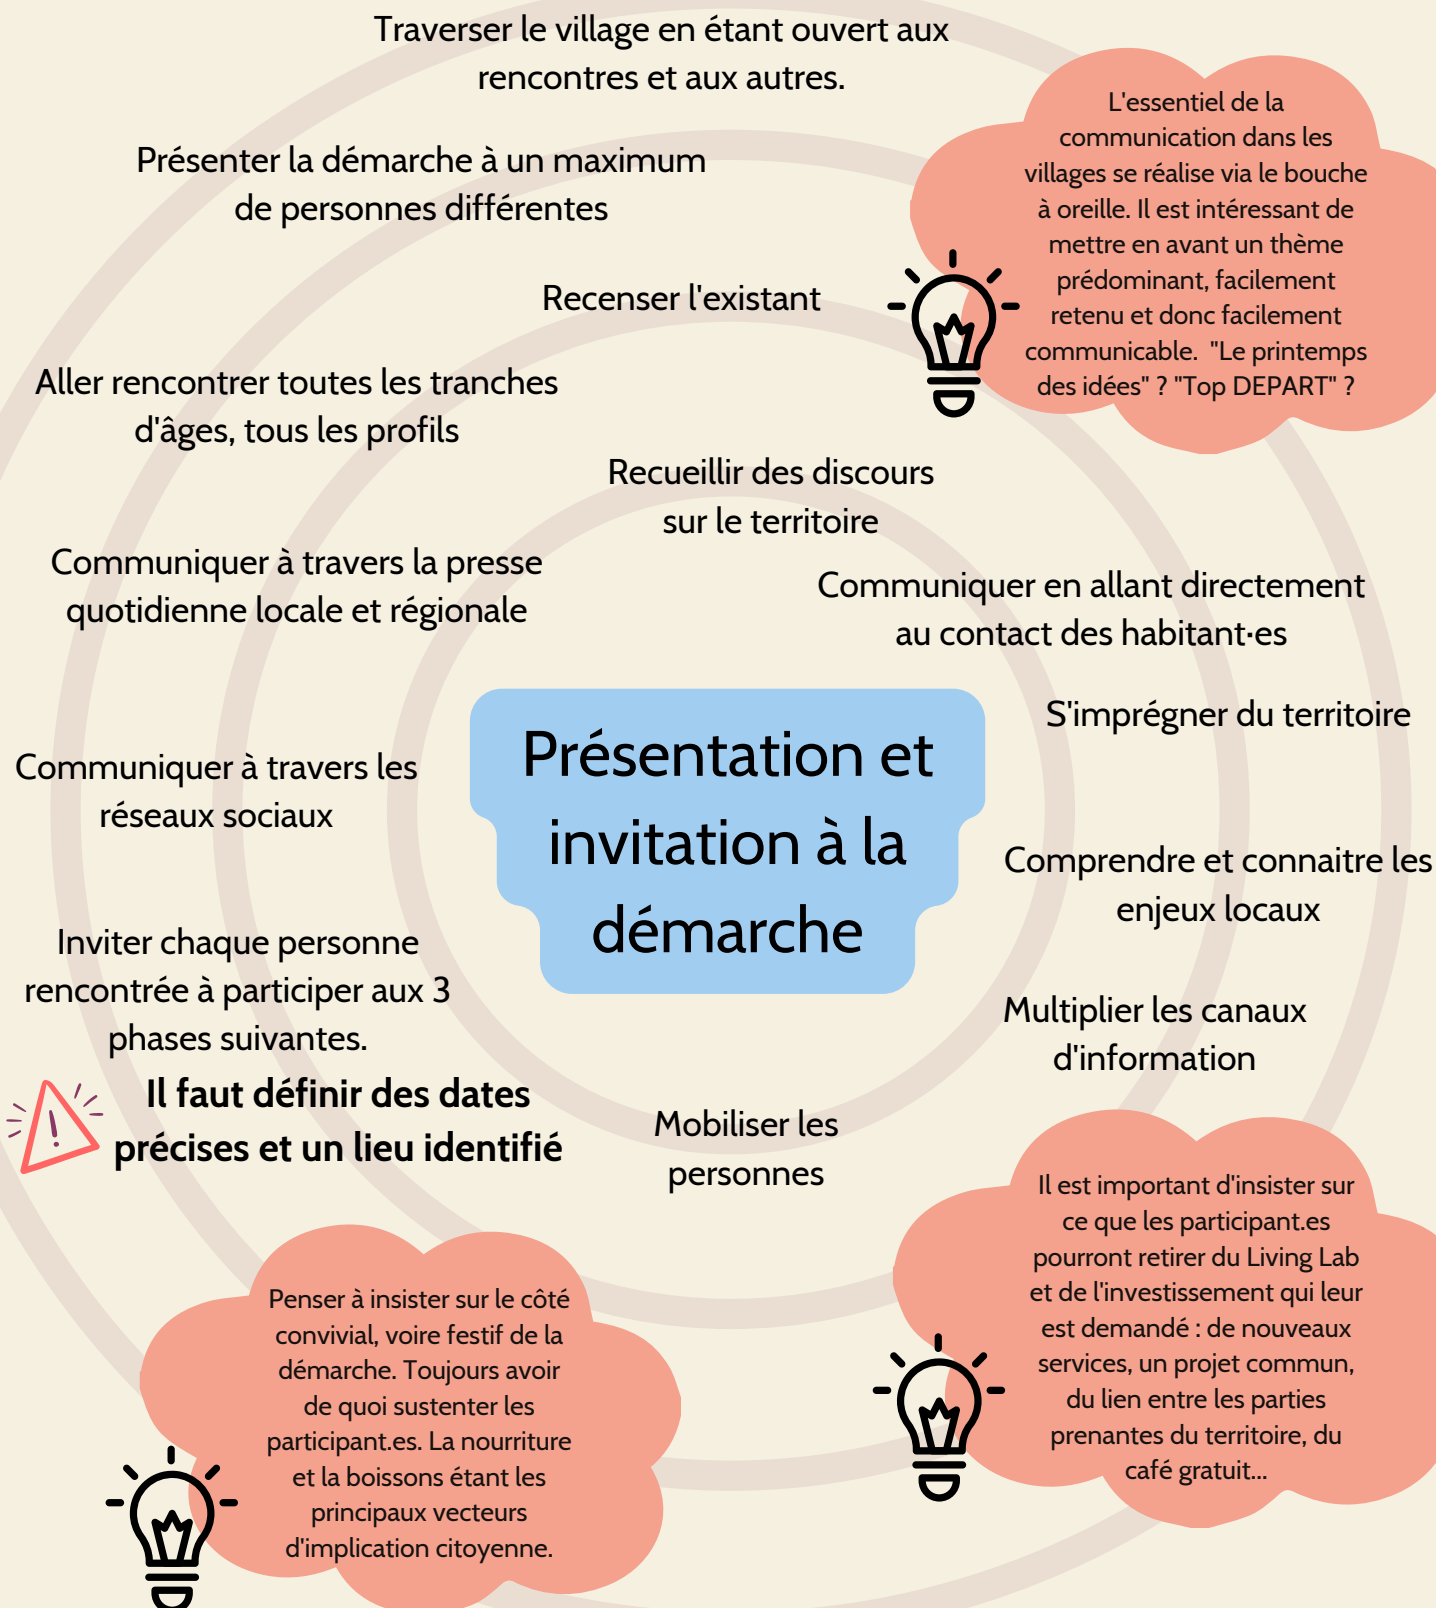 Traverser le village en étant ouvert aux
rencontres et aux autres.
L'essentiel de la
communication dans les
villages se réalise via le bouche
à oreille. Il est intéressant de
mettre en avant un thème
prédominant, facilement
retenu et donc facilement
communicable.  "Le printemps
des idées" ? "Top DEPART" ?
Présenter la démarche à un maximum
de personnes différentes
Recenser l'existant
Aller rencontrer toutes les tranches
d'âges, tous les profils
Recueillir des discours
sur le territoire
Communiquer à travers la presse
quotidienne locale et régionale
Communiquer en allant directement
au contact des habitant·es
S'imprégner du territoire
Présentation et
invitation à la
démarche
Communiquer à travers les
réseaux sociaux
Comprendre et connaitre les
enjeux locaux
Inviter chaque personne
rencontrée à participer aux 3
phases suivantes.
Il faut définir des dates
précises et un lieu identifié
Multiplier les canaux
d'information
Mobiliser les
personnes
Il est important d'insister sur
ce que les participant.es
pourront retirer du Living Lab
et de l'investissement qui leur
est demandé : de nouveaux
services, un projet commun,
du lien entre les parties
prenantes du territoire, du
café gratuit...
Penser à insister sur le côté
convivial, voire festif de la
démarche. Toujours avoir
de quoi sustenter les
participant.es. La nourriture
et la boissons étant les
principaux vecteurs
d'implication citoyenne.